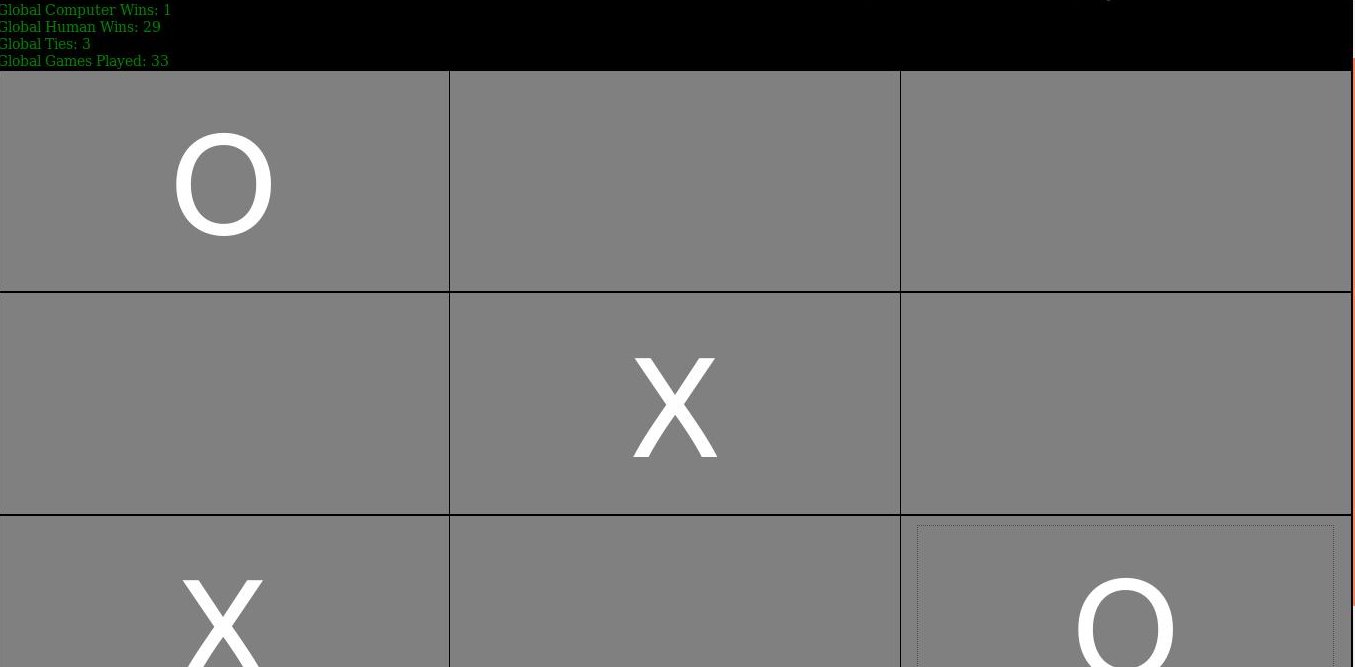 Global Computer Wins: 1
Global Human Wins: 29
Global Ties: 3
Global Games Played: 33
O
X
X O